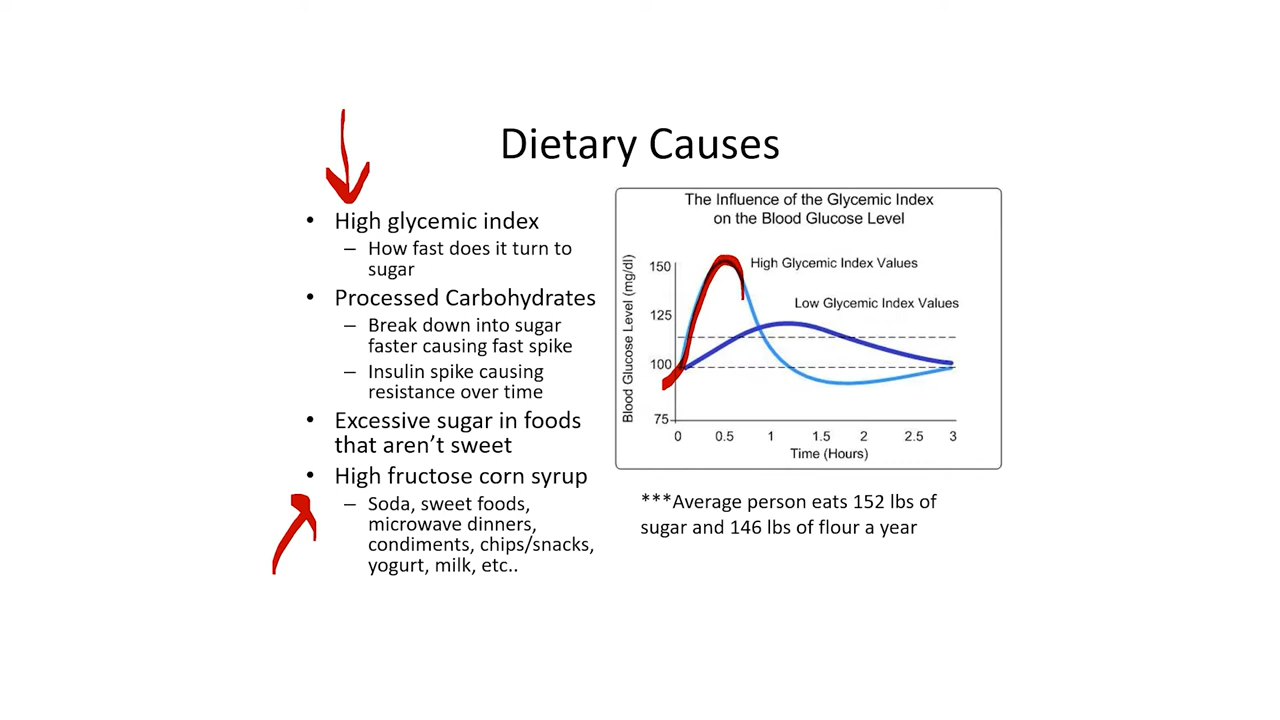 Dietary Causes
• High glycemic index
– How fast does it turn to
sugar
• Processed Carbohydrates
– Break down into sugar
faster causing fast spike
– Insulin spike causing
resistance over time
• Excessive sugar in foods
that aren’t sweet
• High fructose corn syrup
– Soda, sweet foods,
microwave dinners,
condiments, chips/snacks,
yogurt, milk, etc..
The Influence of the Glycemic Index
on the Blood Glucose Level
Blood Glucose Level (mg/dl)
150
125
100
75
High Glycemic Index Values
Low Glycemic Index Values
0 0.5 1 1.5 2 2.5 3
Time (Hours)
***Average person eats 152 lbs of
sugar and 146 lbs of flour a year